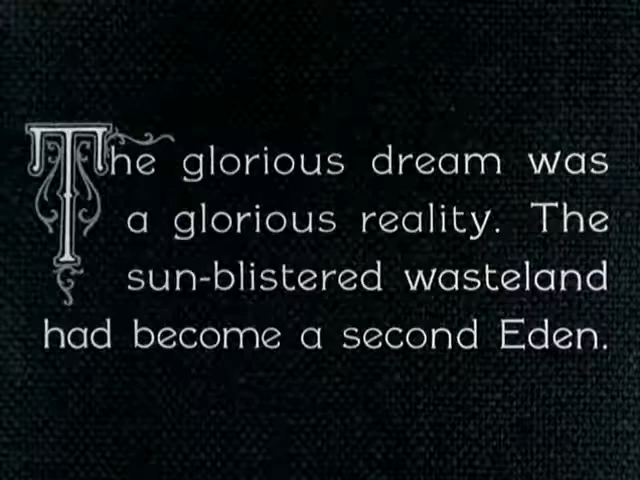 The glorious dream was
a glorious reality. The
sun-blistered wasteland
had become a second Eden.